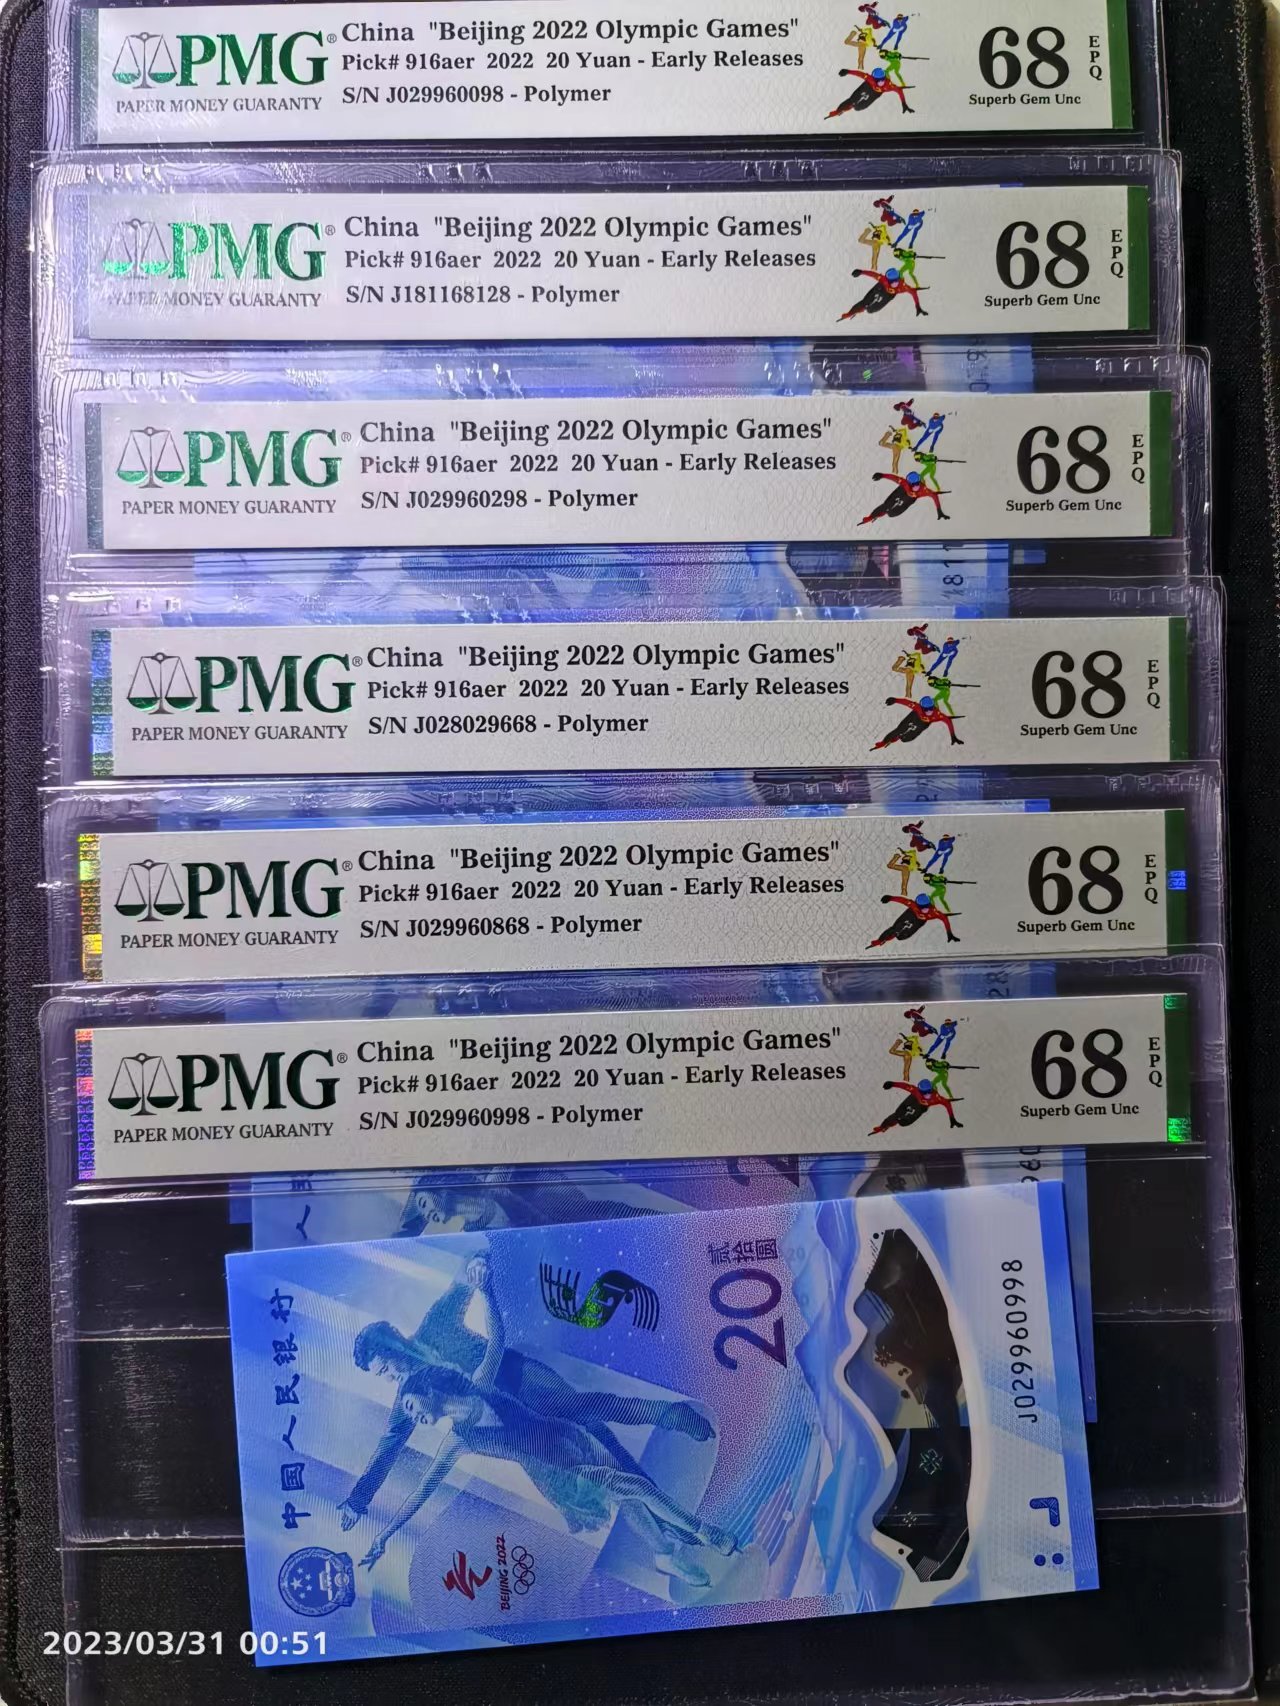 PMG® China "Beijing 2022 Olympic Games"
Pick# 916aer 2022 20 Yuan - Early Releases
PAPER MONEY GUARANTY S/N J029960098 - Polymer
68 EPQ
Superb Gem Unc
PMG® China "Beijing 2022 Olympic Games"
Pick# 916aer 2022 20 Yuan - Early Releases
PAPER MONEY GUARANTY S/N J181168128 - Polymer
68 EPQ
Superb Gem Unc
PMG® China "Beijing 2022 Olympic Games"
Pick# 916aer 2022 20 Yuan - Early Releases
PAPER MONEY GUARANTY S/N J029960298 - Polymer
68 EPQ
Superb Gem Unc
PMG® China "Beijing 2022 Olympic Games"
Pick# 916aer 2022 20 Yuan - Early Releases
PAPER MONEY GUARANTY S/N J028029668 - Polymer
68 EPQ
Superb Gem Unc
PMG® China "Beijing 2022 Olympic Games"
Pick# 916aer 2022 20 Yuan - Early Releases
PAPER MONEY GUARANTY S/N J029960868 - Polymer
68 EPQ
Superb Gem Unc
PMG® China "Beijing 2022 Olympic Games"
Pick# 916aer 2022 20 Yuan - Early Releases
PAPER MONEY GUARANTY S/N J029960998 - Polymer
68 EPQ
Superb Gem Unc
中国人民银行
20
贰拾圆
J029960998
BEIJING 2022
2023/03/31 00:51